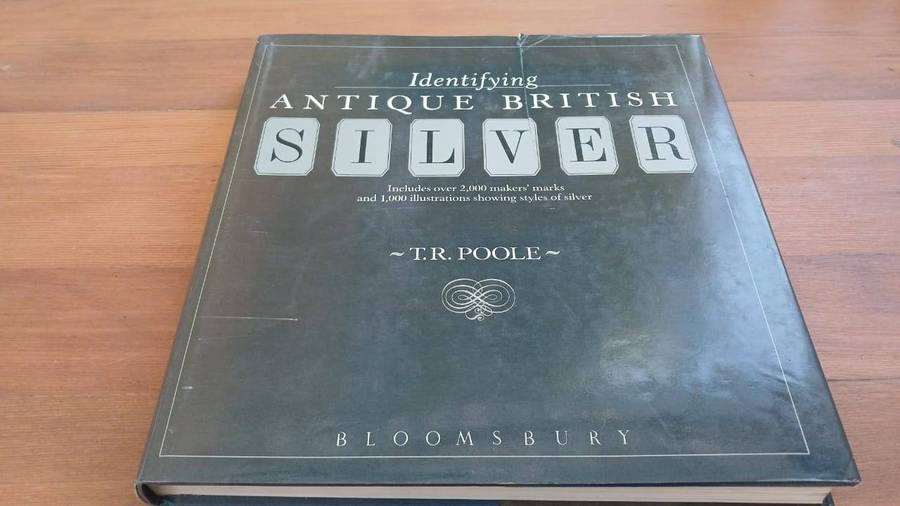 Identifying
ANTIQUE BRITISH
SILVER
Includes over 2,000 makers' marks
and 1,000 illustrations showing styles of silver
~ T.R. POOLE ~
BLOOMSBURY